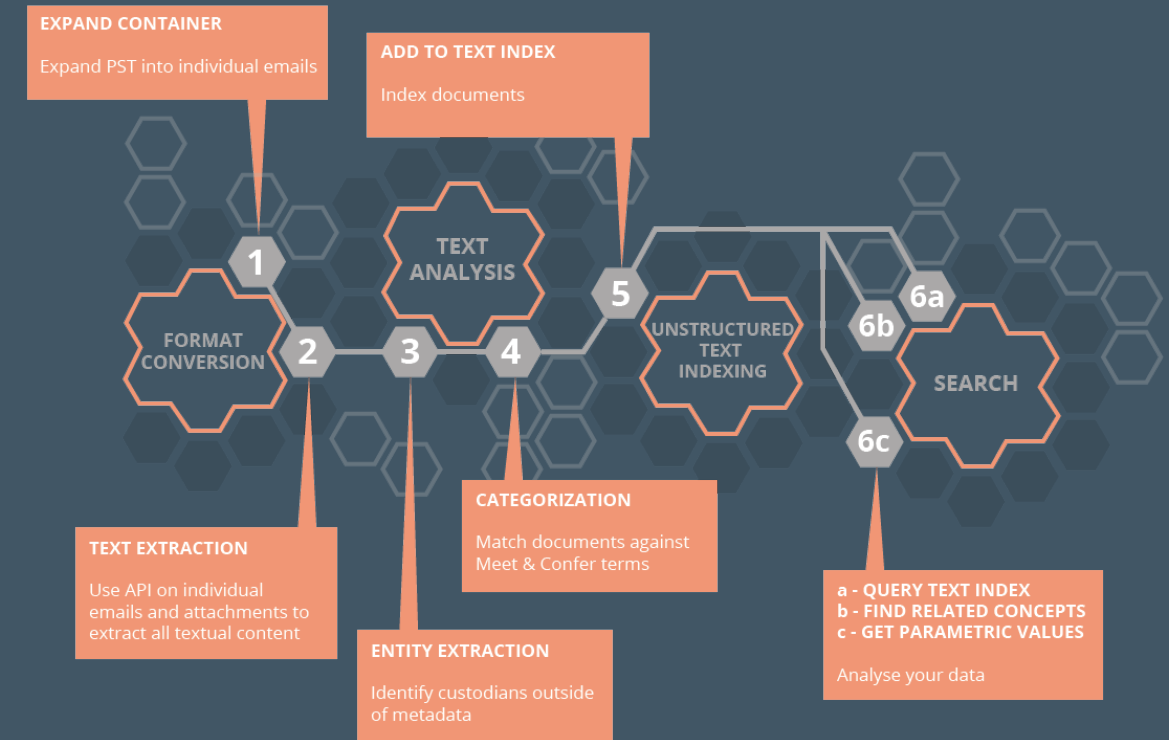 EXPAND CONTAINER
Expand PST into individual emails
ADD TO TEXT INDEX
Index documents
1
FORMAT
CONVERSION
2
TEXT
ANALYSIS
3
4
5
UNSTRUCTURED
TEXT
INDEXING
6a
6b
SEARCH
6c
TEXT EXTRACTION
Use API on individual
emails and attachments to
extract all textual content
ENTITY EXTRACTION
Identify custodians outside
of metadata
CATEGORIZATION
Match documents against
Meet & Confer terms
a - QUERY TEXT INDEX
b - FIND RELATED CONCEPTS
c - GET PARAMETRIC VALUES
Analyse your data